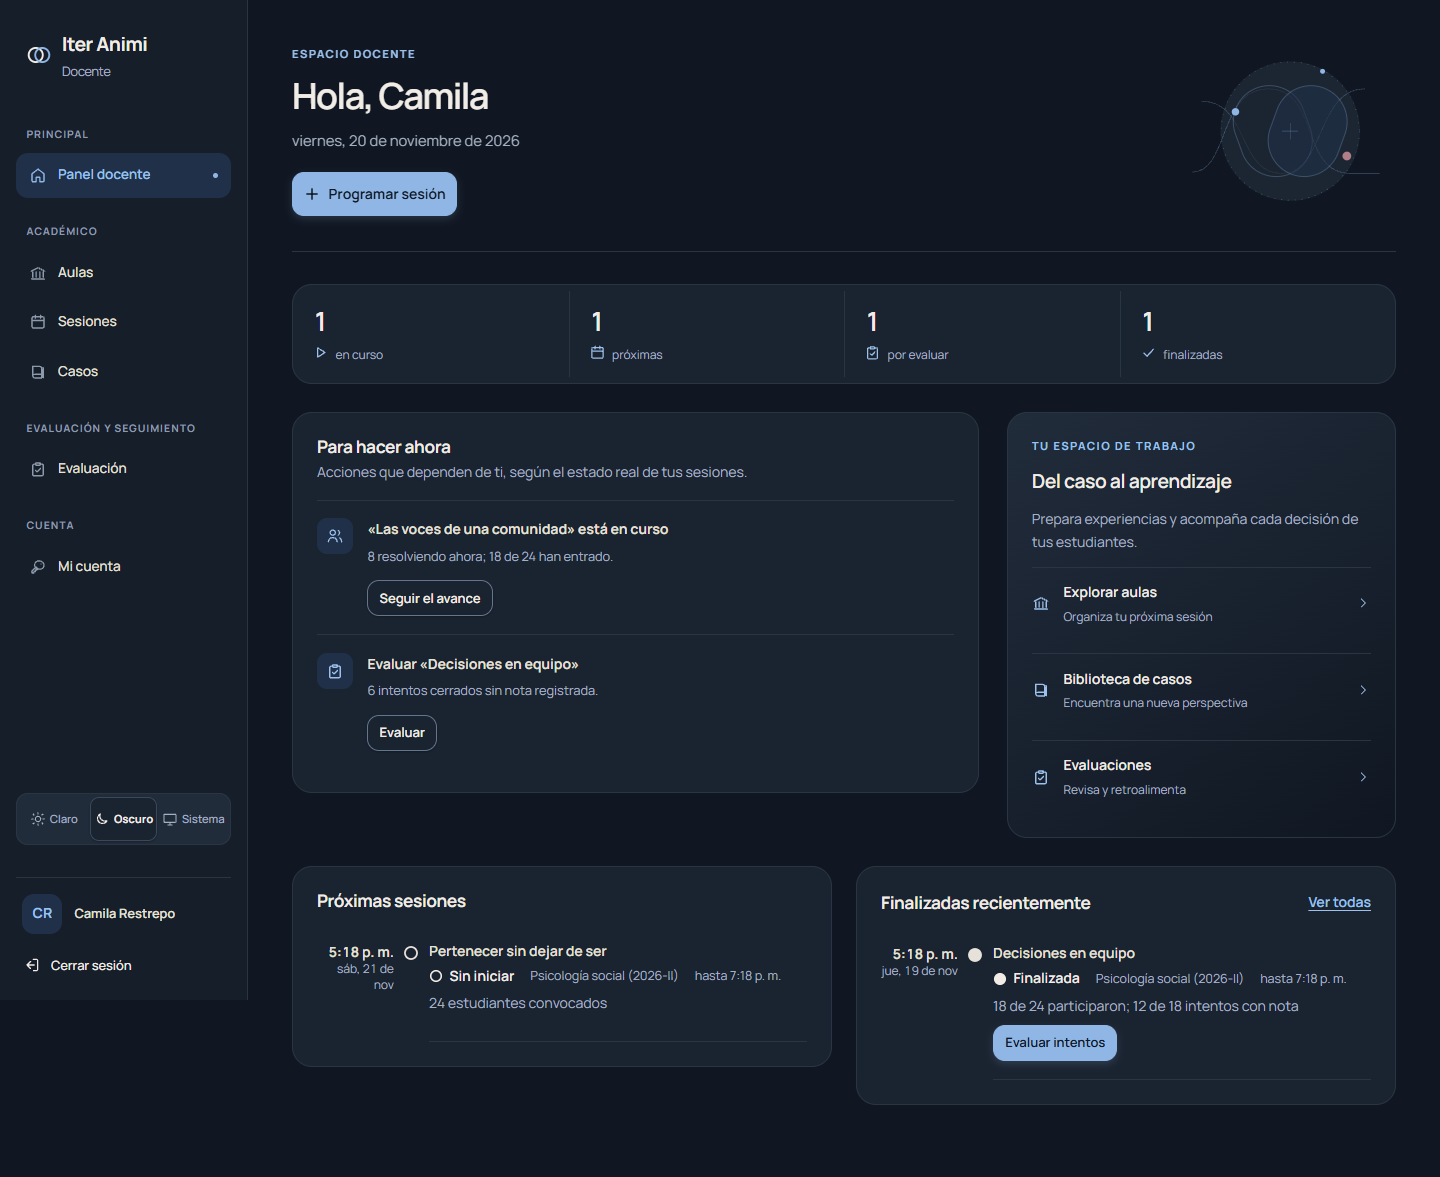 Iter Animi
Docente
PRINCIPAL
Panel docente
ACADÉMICO
Aulas
Sesiones
Casos
EVALUACIÓN Y SEGUIMIENTO
Evaluación
CUENTA
Mi cuenta
Claro
Oscuro
Sistema
CR
Camila Restrepo
Cerrar sesión
ESPACIO DOCENTE
Hola, Camila
viernes, 20 de noviembre de 2026
Programar sesión
1
en curso
1
próximas
1
por evaluar
1
finalizadas
Para hacer ahora
Acciones que dependen de ti, según el estado real de tus sesiones.
«Las voces de una comunidad» está en curso
8 resolviendo ahora; 18 de 24 han entrado.
Seguir el avance
Evaluar «Decisiones en equipo»
6 intentos cerrados sin nota registrada.
Evaluar
TU ESPACIO DE TRABAJO
Del caso al aprendizaje
Prepara experiencias y acompaña cada decisión de
tus estudiantes.
Explorar aulas
Organiza tu próxima sesión
Biblioteca de casos
Encuentra una nueva perspectiva
Evaluaciones
Revisa y retroalimenta
Próximas sesiones
5:18 p. m.
sáb, 21 de
nov
Pertenecer sin dejar de ser
Sin iniciar Psicología social (2026-II) hasta 7:18 p. m.
24 estudiantes convocados
Finalizadas recientemente
Ver todas
5:18 p. m.
jue, 19 de nov
Decisiones en equipo
Finalizada Psicología social (2026-II) hasta 7:18 p. m.
18 de 24 participaron; 12 de 18 intentos con nota
Evaluar intentos